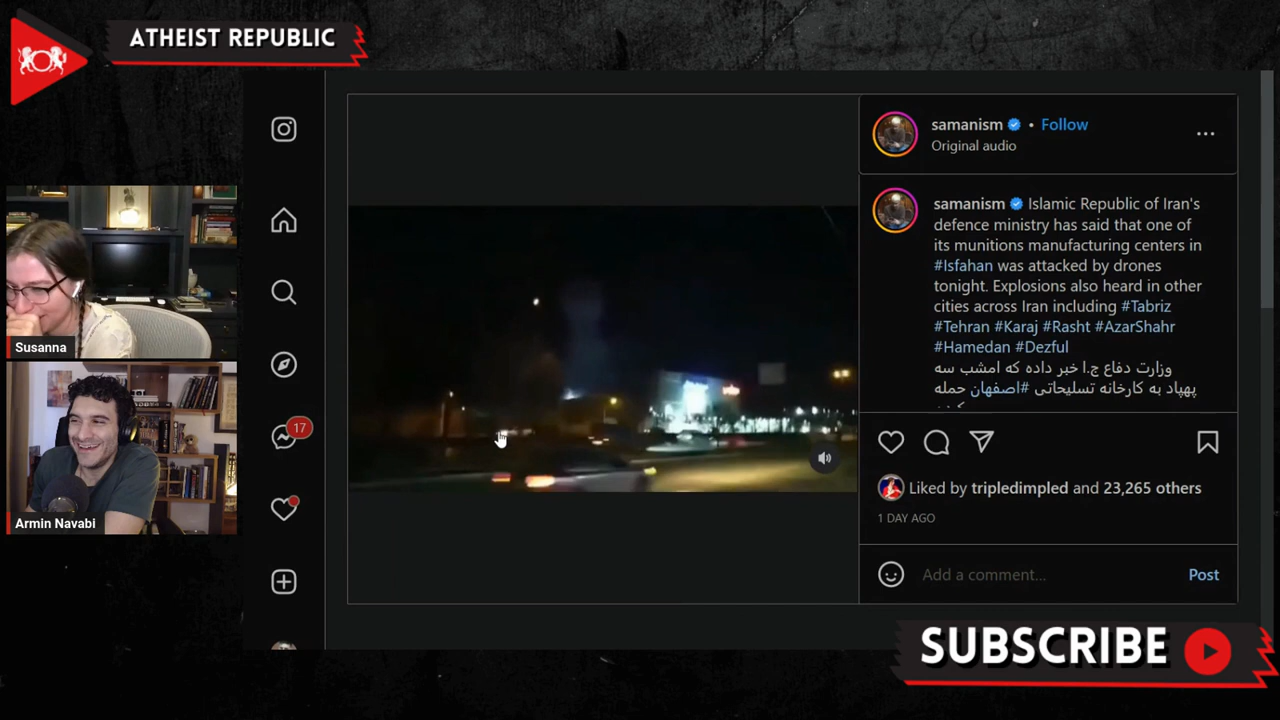 ATHEIST REPUBLIC
samanism • Follow
Original audio
samanism Islamic Republic of Iran's
defence ministry has said that one of
its munitions manufacturing centers in
#Isfahan was attacked by drones
tonight. Explosions also heard in other
cities across Iran including #Tabriz
#Tehran #Karaj #Rasht #AzarShahr
#Hamedan #Dezful
وزارت دفاع ج.ا خبر داده که امشب سه
پهپاد به کارخانه تسلیحاتی #اصفهان حمله
Susanna
17
Liked by tripledimpled and 23,265 others
1 DAY AGO
Armin Navabi
Add a comment...
Post
SUBSCRIBE